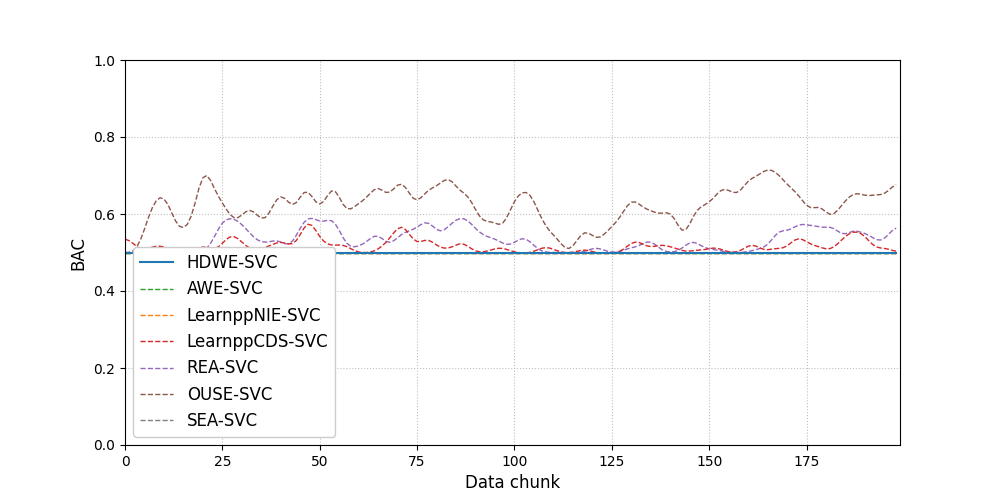 1.0
0.8
0.6
0.4
0.2
0.0
BAC
HDWE-SVC
AWE-SVC
LearnppNIE-SVC
LearnppCDS-SVC
REA-SVC
OUSE-SVC
SEA-SVC
0 25 50 75 100 125 150 175
Data chunk